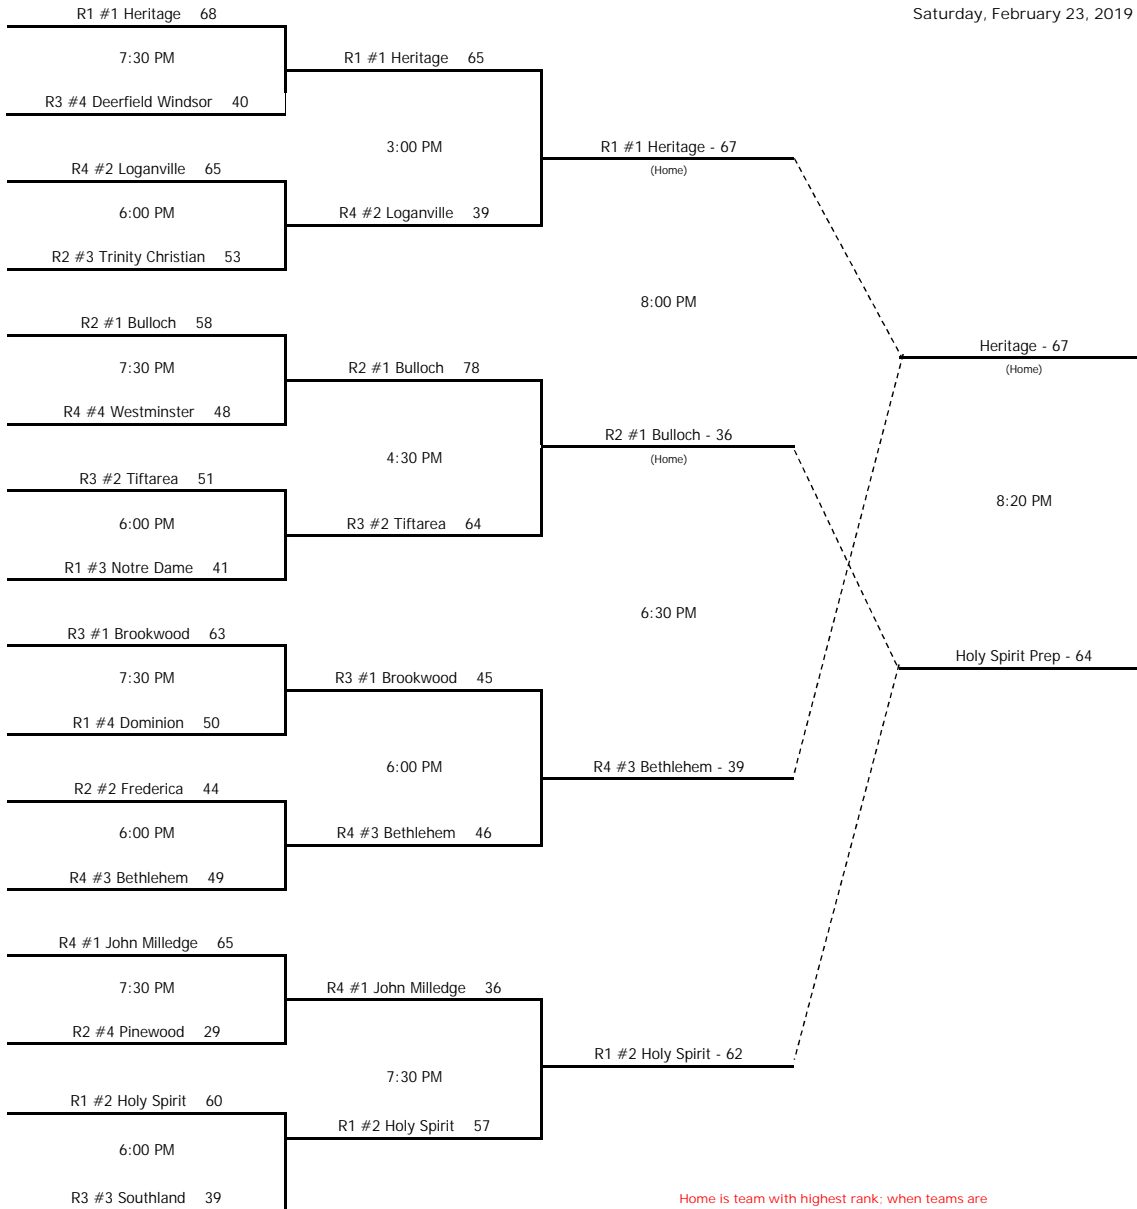 R1 #1 Heritage 68
Saturday, February 23, 2019
7:30 PM
R1 #1 Heritage 65
R3 #4 Deerfield Windsor 40
3:00 PM
R1 #1 Heritage - 67
(Home)
R4 #2 Loganville 65
6:00 PM
R4 #2 Loganville 39
R2 #3 Trinity Christian 53
8:00 PM
R2 #1 Bulloch 58
Heritage - 67
(Home)
7:30 PM
R2 #1 Bulloch 78
R4 #4 Westminster 48
R2 #1 Bulloch - 36
(Home)
4:30 PM
R3 #2 Tiftarea 51
8:20 PM
6:00 PM
R3 #2 Tiftarea 64
R1 #3 Notre Dame 41
6:30 PM
R3 #1 Brookwood 63
Holy Spirit Prep - 64
7:30 PM
R3 #1 Brookwood 45
R1 #4 Dominion 50
6:00 PM
R4 #3 Bethlehem - 39
R2 #2 Frederica 44
6:00 PM
R4 #3 Bethlehem 46
R4 #3 Bethlehem 49
R4 #1 John Milledge 65
7:30 PM
R4 #1 John Milledge 36
R2 #4 Pinewood 29
R1 #2 Holy Spirit - 62
7:30 PM
R1 #2 Holy Spirit 60
R1 #2 Holy Spirit 57
6:00 PM
R3 #3 Southland 39
Home is team with highest rank; when teams are